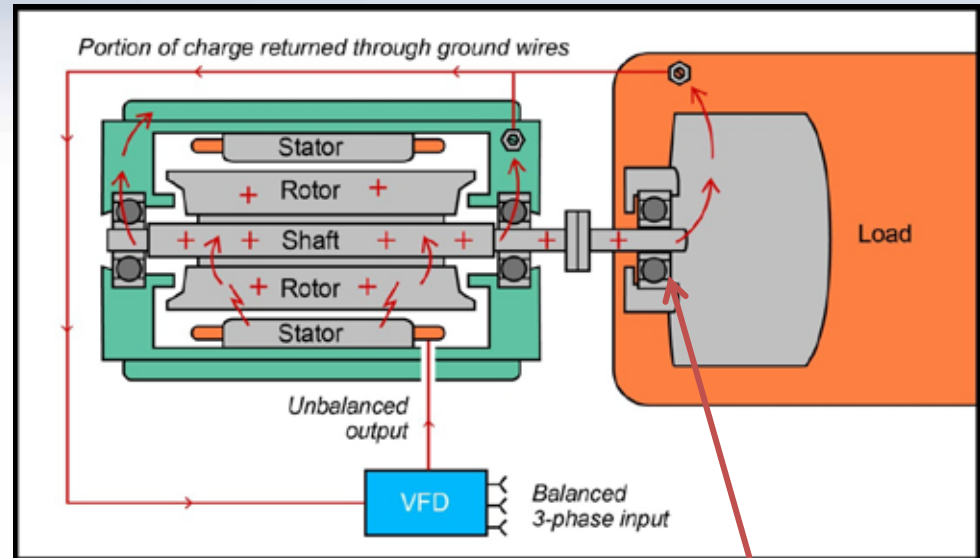 Portion of charge returned through ground wires
Stator
Rotor
Shaft
Rotor
Stator
Load
Unbalanced
output
VFD
Balanced
3-phase input